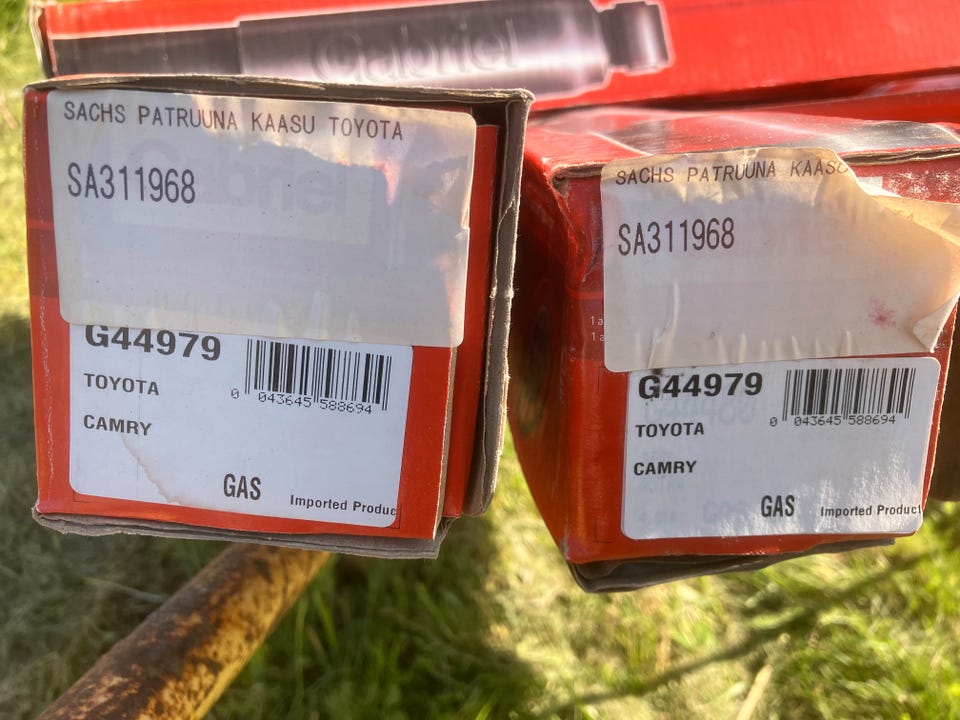 Gabriel
SACHS PATRUUNA KAASU TOYOTA
SA311968
G44979
TOYOTA
CAMRY
0 043645 588694
GAS
Imported Produc
SACHS PATRUUNA KAASU
SA311968
G44979
TOYOTA
CAMRY
0 043645 588694
GAS
Imported Product